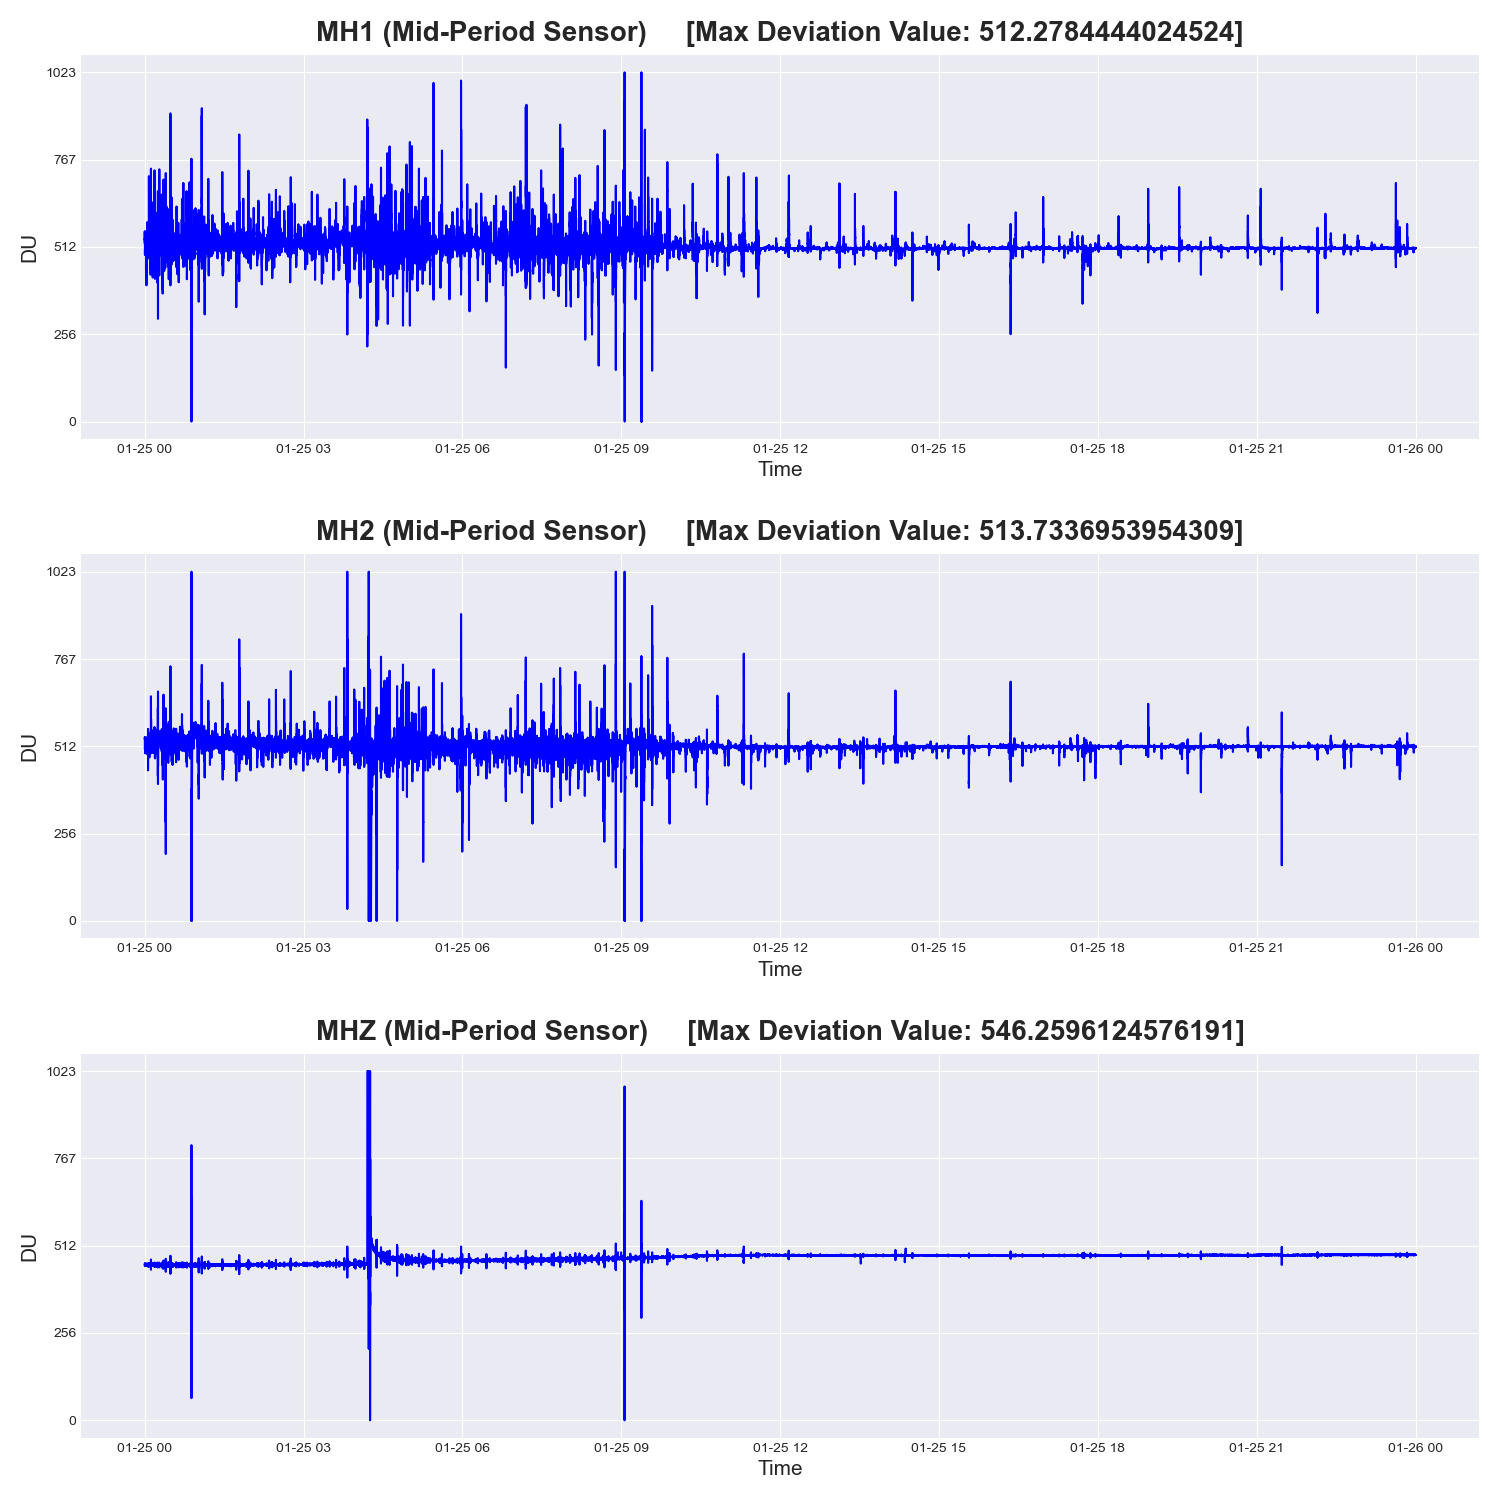 MH1 (Mid-Period Sensor) [Max Deviation Value: 512.2784444024524]
1023
767
DU
512
256
0
01-25 00 01-25 03 01-25 06 01-25 09 01-25 12 01-25 15 01-25 18 01-25 21 01-26 00
Time
MH2 (Mid-Period Sensor) [Max Deviation Value: 513.7336953954309]
1023
767
DU
512
256
0
01-25 00 01-25 03 01-25 06 01-25 09 01-25 12 01-25 15 01-25 18 01-25 21 01-26 00
Time
MHZ (Mid-Period Sensor) [Max Deviation Value: 546.2596124576191]
1023
767
DU
512
256
0
01-25 00 01-25 03 01-25 06 01-25 09 01-25 12 01-25 15 01-25 18 01-25 21 01-26 00
Time